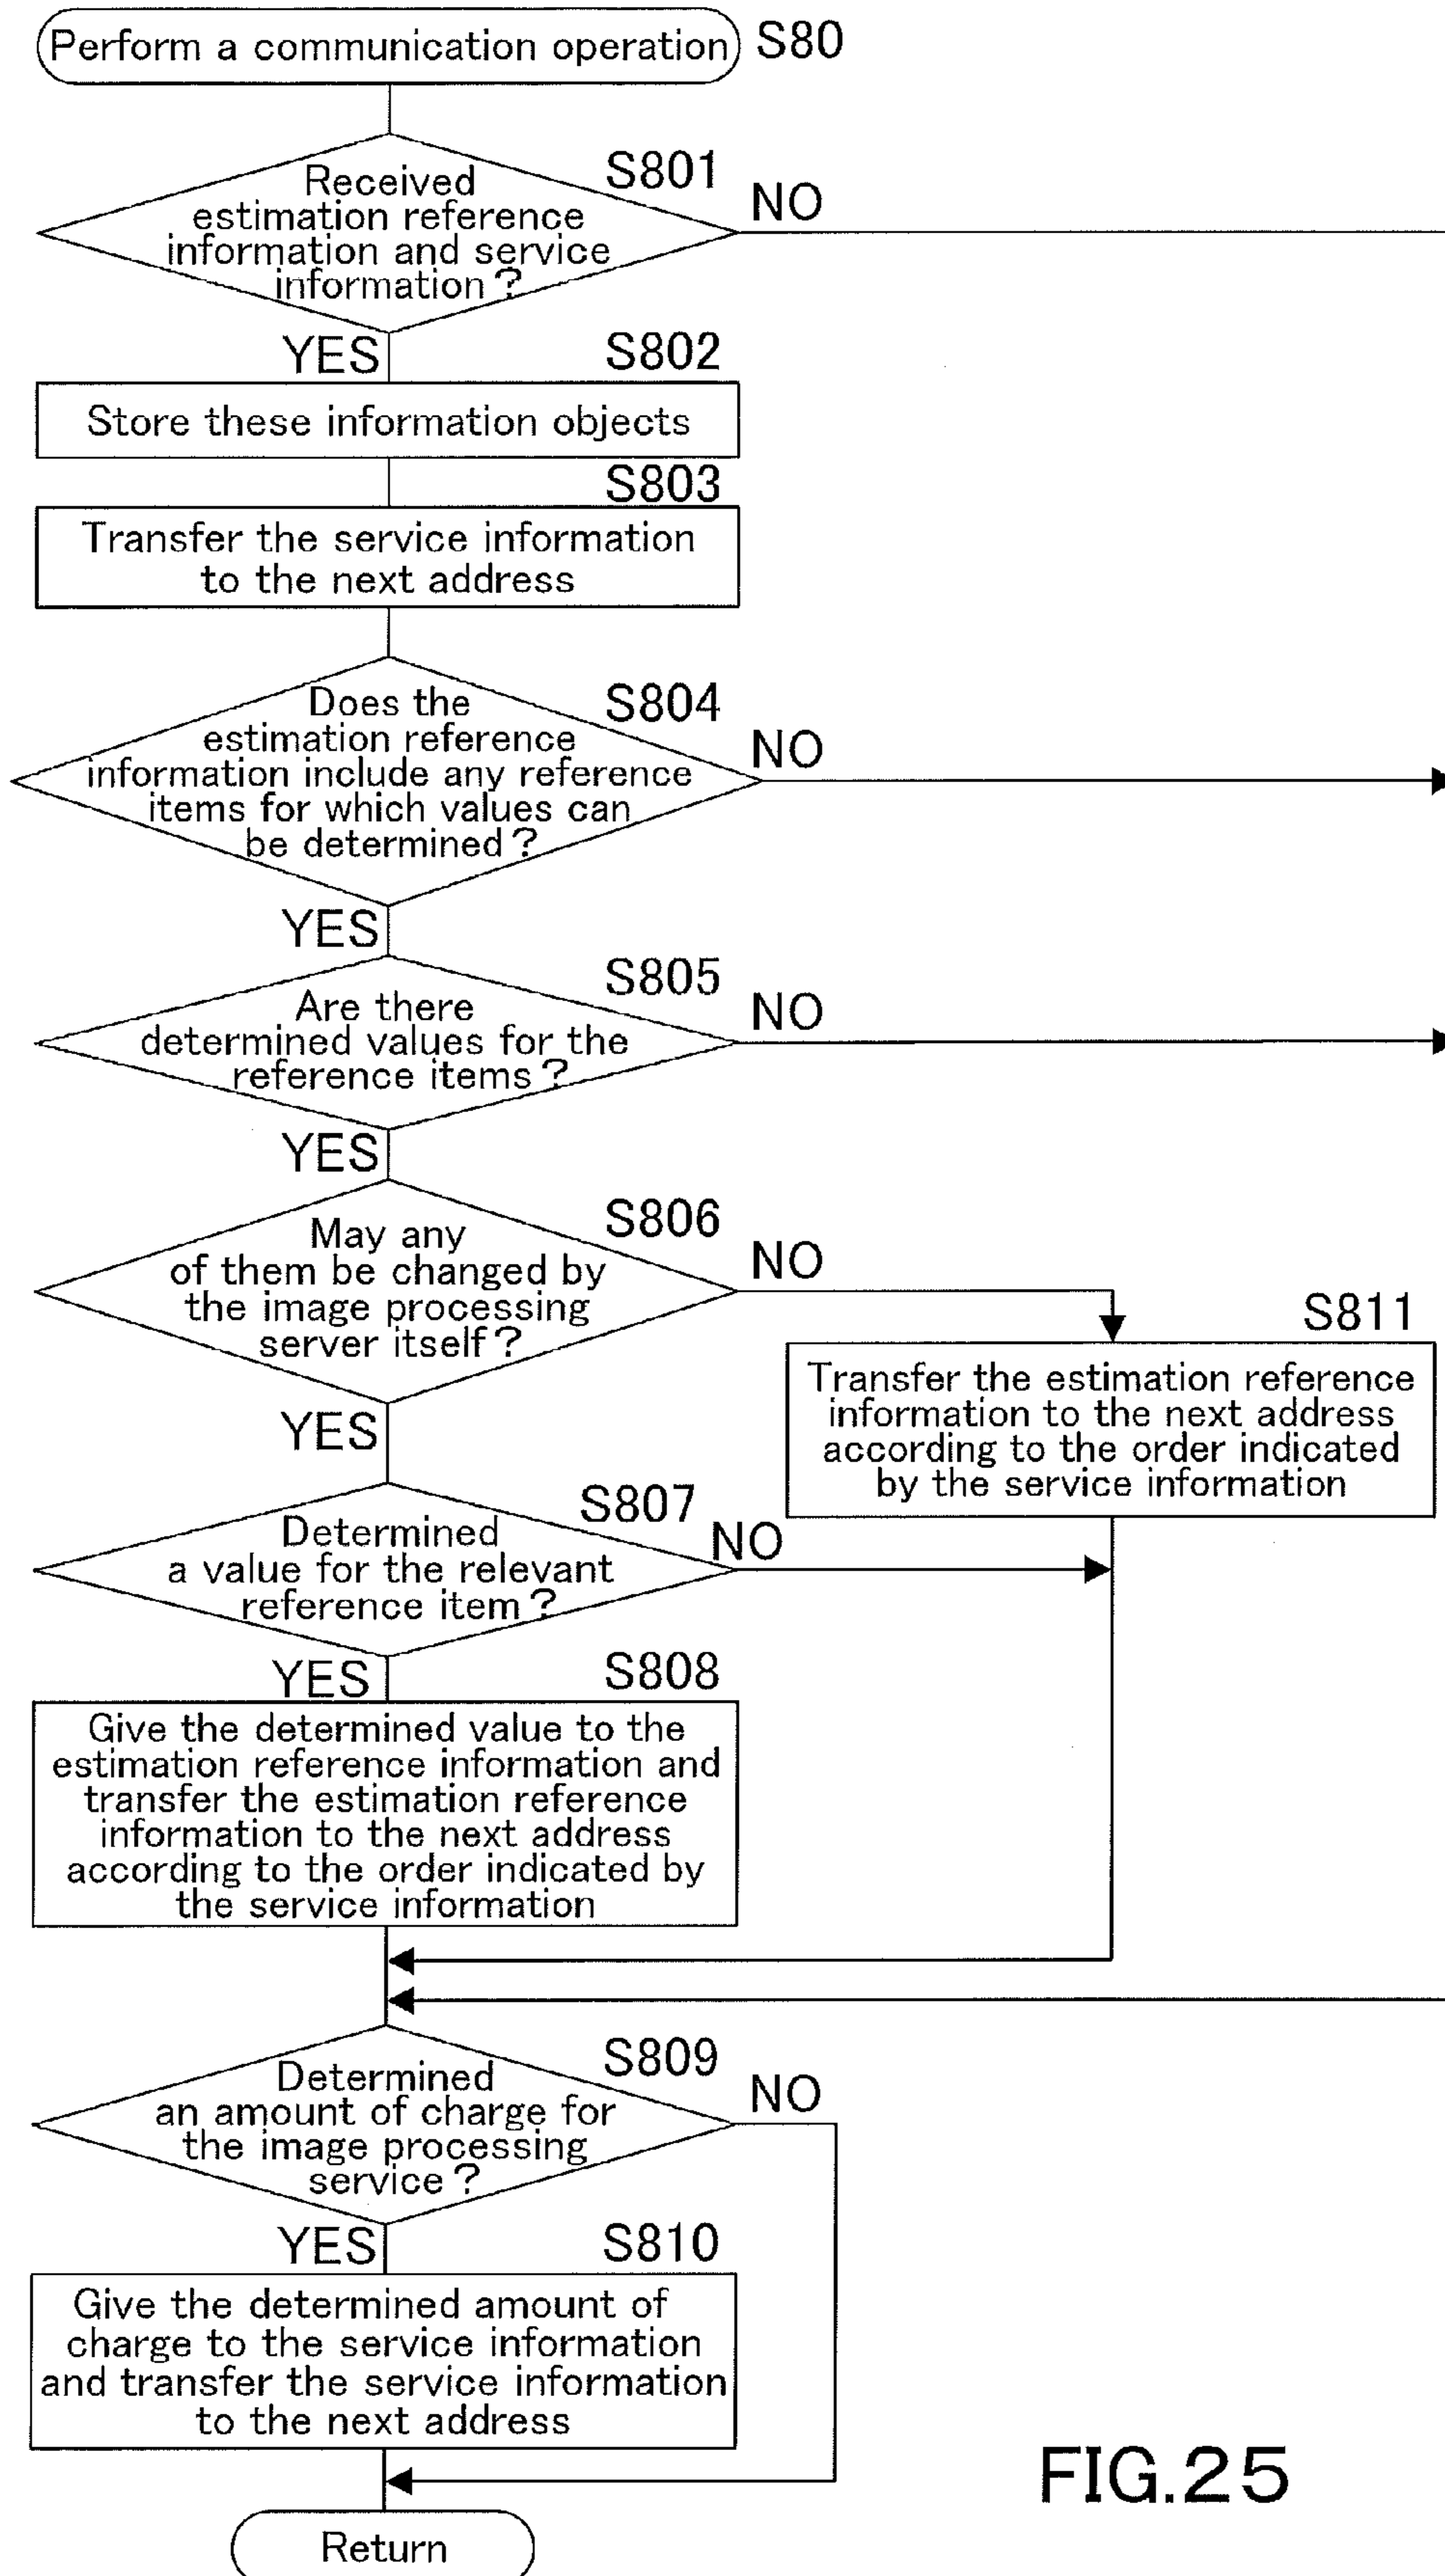 Perform a communication operation
S80
S801
Received
estimation reference
information and service
information?
NO
YES
S802
Store these information objects
S803
Transfer the service information
to the next address
S804
Does the
estimation reference
information include any reference
items for which values can
be determined?
NO
YES
S805
Are there
determined values for the
reference items?
NO
YES
S806
May any
of them be changed by
the image processing
server itself?
NO
S811
Transfer the estimation reference
information to the next address
according to the order indicated
by the service information
YES
S807
Determined
a value for the relevant
reference item?
NO
YES
S808
Give the determined value to the
estimation reference information and
transfer the estimation reference
information to the next address
according to the order indicated by
the service information
S809
Determined
an amount of charge for
the image processing
service?
NO
YES
S810
Give the determined amount of
charge to the service information
and transfer the service information
to the next address
Return
FIG.25